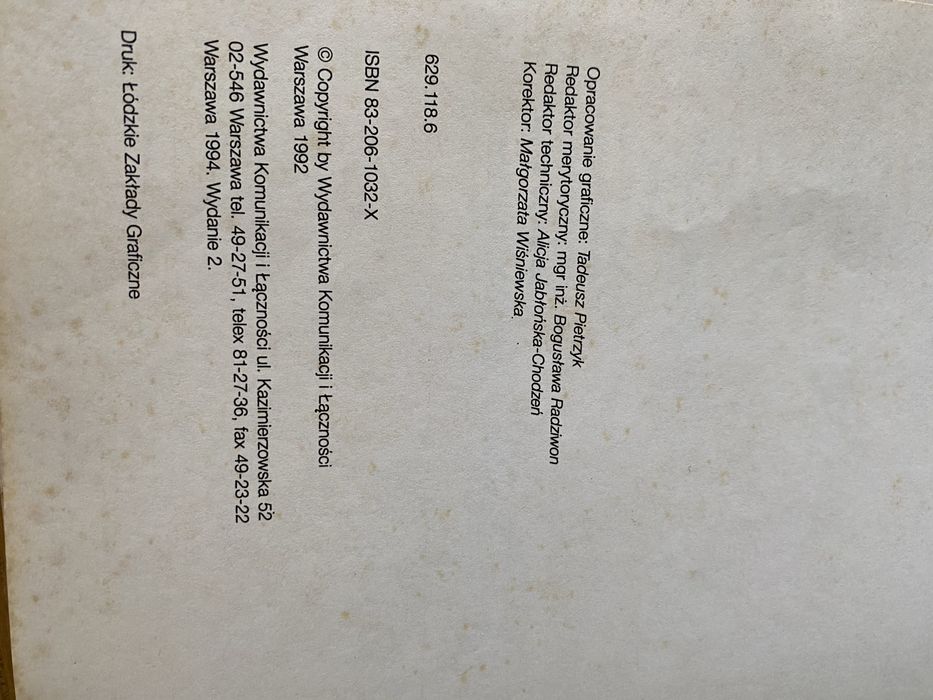 Opracowanie graficzne: Tadeusz Pietrzyk
Redaktor merytoryczny: mgr inż. Bogusława Radziwon
Redaktor techniczny: Alicja Jabłońska-Chodzeń
Korektor: Małgorzata Wiśniewska
629.118.6
ISBN 83-206-1032-X
© Copyright by Wydawnictwa Komunikacji i Łączności
Warszawa 1992
Wydawnictwa Komunikacji i Łączności ul. Kazimierzowska 52
02-546 Warszawa tel. 49-27-51, telex 81-27-36, fax 49-23-22
Warszawa 1994. Wydanie 2.
Druk: Łódzkie Zakłady Graficzne